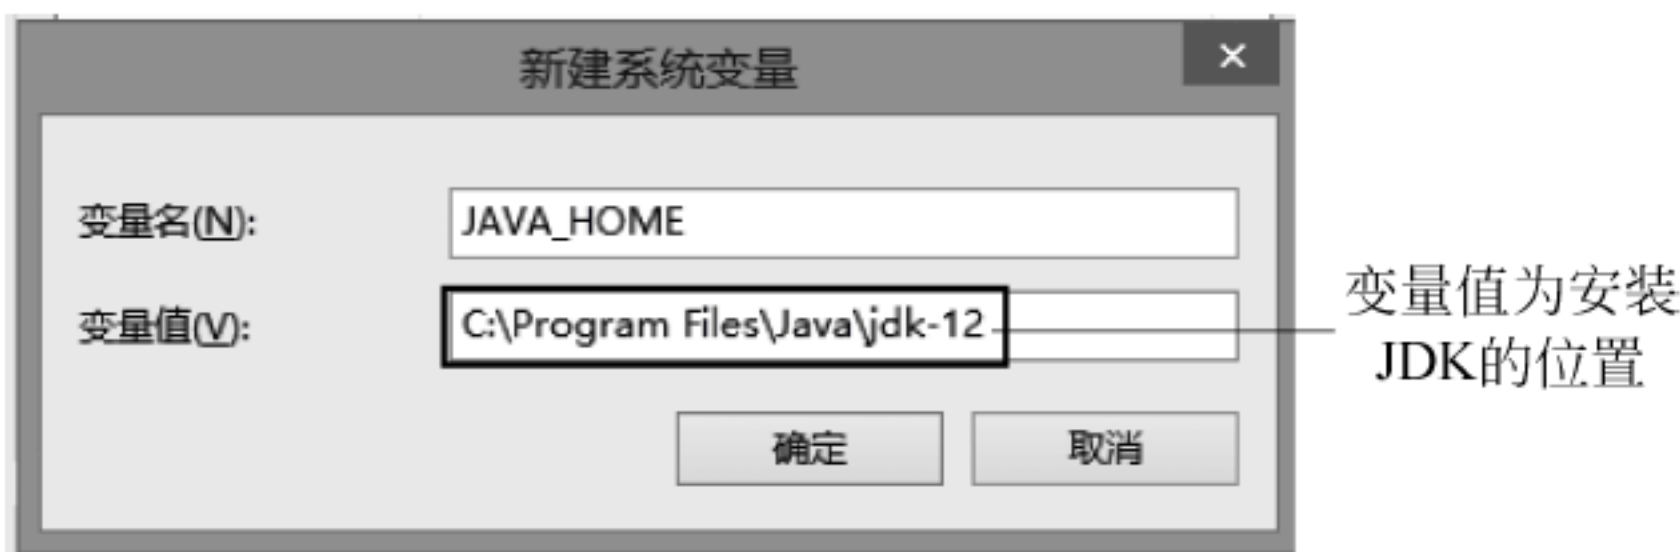 新建系统变量
变量名(N):
JAVA_HOME
变量值(V):
C:\Program Files\Java\jdk-12
变量值为安装
JDK的位置
确定
取消